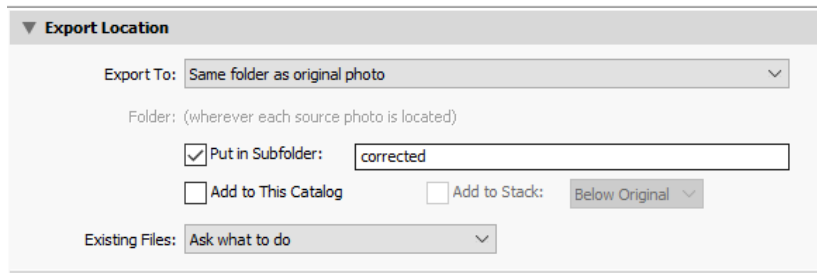 Export Location
Export To: Same folder as original photo
Folder: (wherever each source photo is located)
Put in Subfolder: corrected
Add to This Catalog Add to Stack: Below Original
Existing Files: Ask what to do